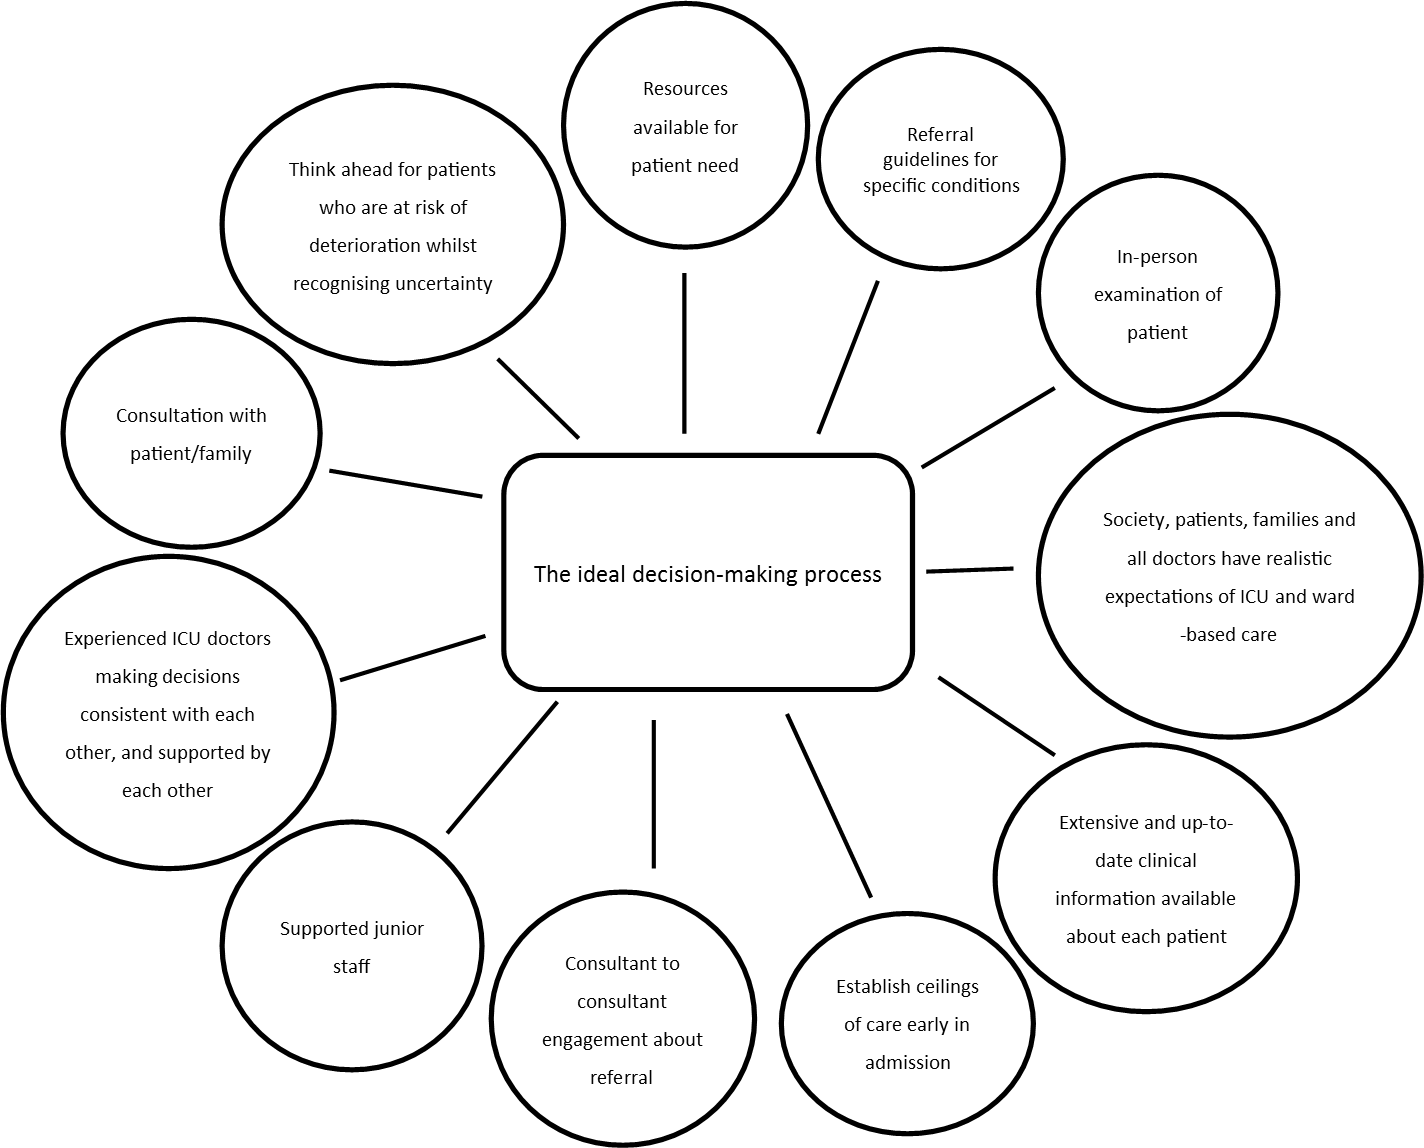 Resources
available for
patient need
Referral
guidelines for
specific conditions
In-person
examination of
patient
Society, patients, families and
all doctors have realistic
expectations of ICU and ward
-based care
Extensive and up-to-
date clinical
information available
about each patient
Establish ceilings
of care early in
admission
Consultant to
consultant
engagement about
referral
Supported junior
staff
Experienced ICU doctors
making decisions
consistent with each
other, and supported by
each other
Consultation with
patient/family
Think ahead for patients
who are at risk of
deterioration whilst
recognising uncertainty
The ideal decision-making process